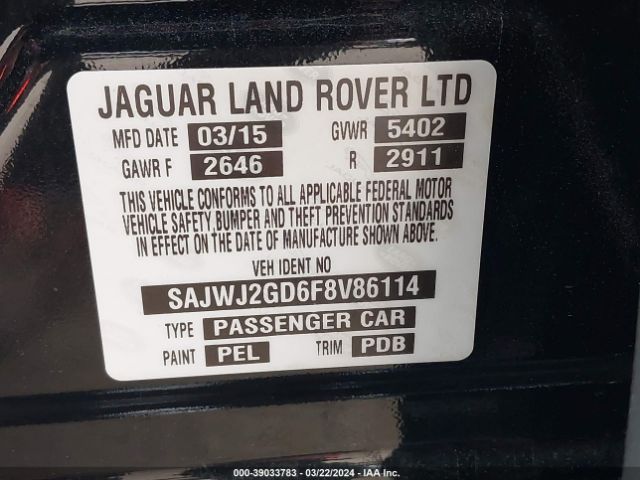 JAGUAR LAND ROVER LTD
MFD DATE 03/15 GVWR 5402
GAWR F 2646 R 2911
THIS VEHICLE CONFORMS TO ALL APPLICABLE FEDERAL MOTOR
VEHICLE SAFETY,BUMPER AND THEFT PREVENTION STANDARDS
IN EFFECT ON THE DATE OF MANUFACTURE SHOWN ABOVE.
VEH IDENT NO
SAJWJ2GD6F8V86114
TYPE PASSENGER CAR
PAINT PEL TRIM PDB
000-39033783 - 03/22/2024 - IAA Inc.